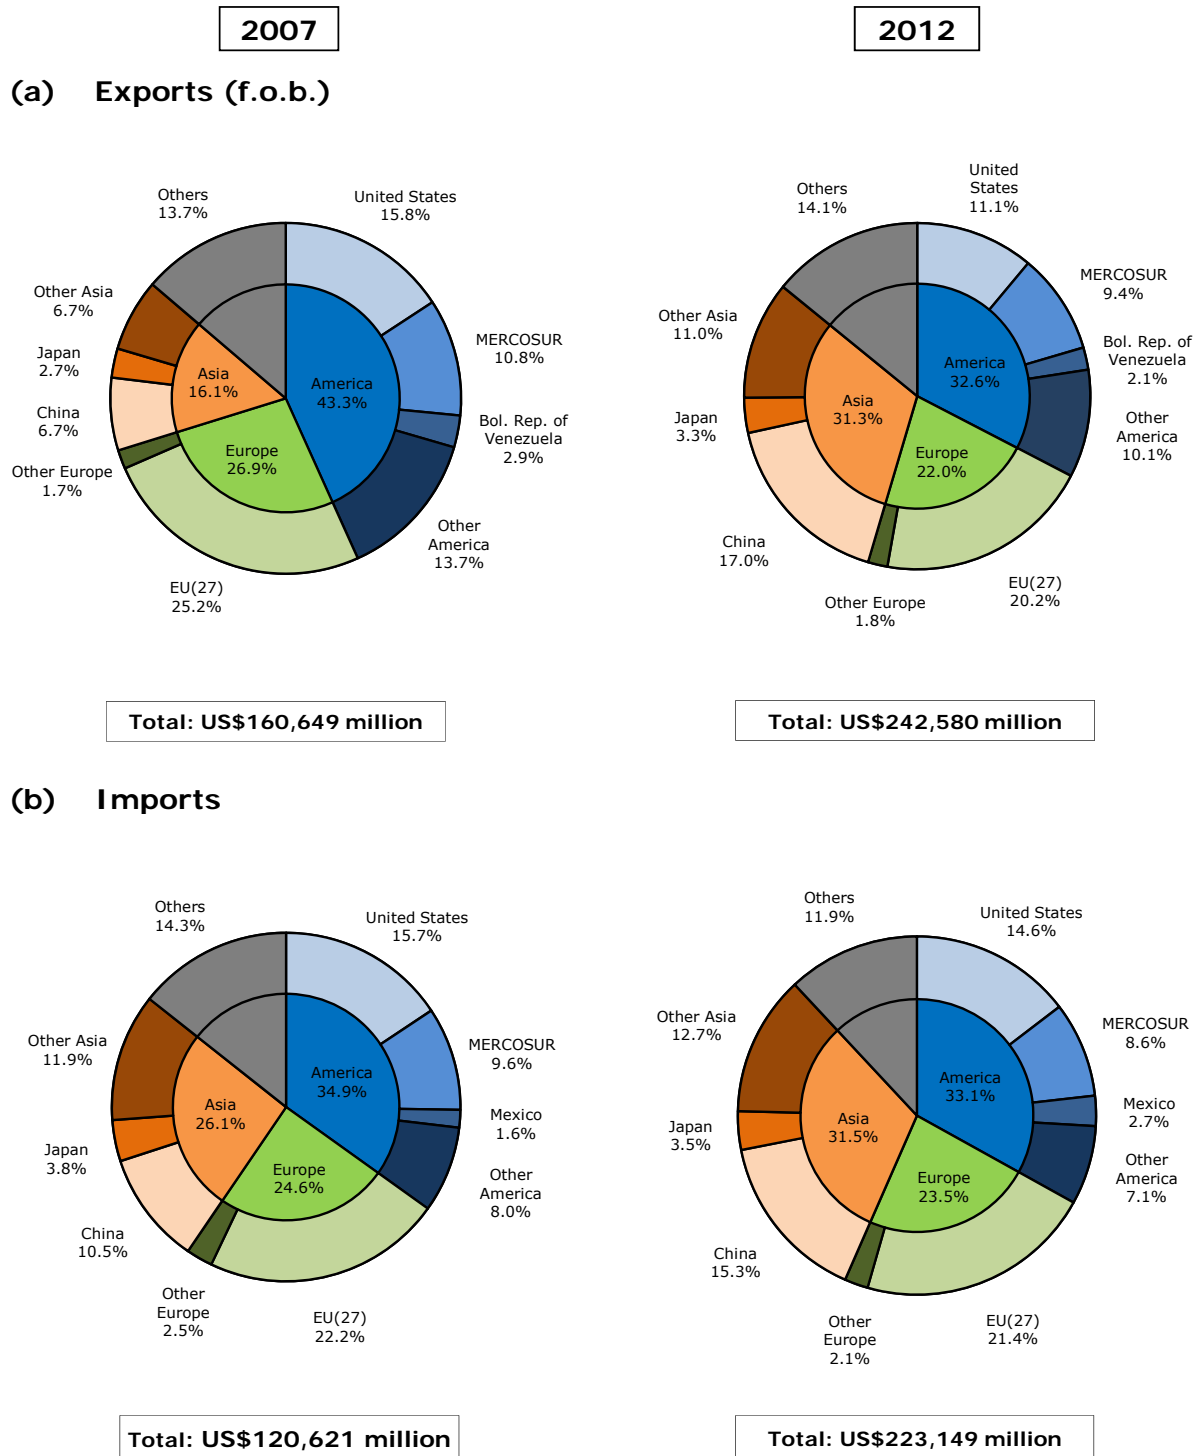 2007
2012
(a) Exports (f.o.b.)
Others
13.7%
United States
15.8%
Other Asia
6.7%
Japan
2.7%
China
6.7%
Other Europe
1.7%
MERCOSUR
10.8%
Bol. Rep. of
Venezuela
2.9%
Other
America
13.7%
EU(27)
25.2%
America
43.3%
Asia
16.1%
Europe
26.9%
Total: US$160,649 million
Others
14.1%
United
States
11.1%
MERCOSUR
9.4%
Bol. Rep. of
Venezuela
2.1%
Other
America
10.1%
Other Asia
11.0%
Japan
3.3%
China
17.0%
Other Europe
1.8%
EU(27)
20.2%
America
32.6%
Asia
31.3%
Europe
22.0%
Total: US$242,580 million
(b) Imports
Others
14.3%
United States
15.7%
Other Asia
11.9%
Japan
3.8%
China
10.5%
Other
Europe
2.5%
MERCOSUR
9.6%
Mexico
1.6%
Other
America
8.0%
EU(27)
22.2%
America
34.9%
Asia
26.1%
Europe
24.6%
Total: US$120,621 million
Others
11.9%
United States
14.6%
MERCOSUR
8.6%
Mexico
2.7%
Other
America
7.1%
Other Asia
12.7%
Japan
3.5%
China
15.3%
Other
Europe
2.1%
EU(27)
21.4%
America
33.1%
Asia
31.5%
Europe
23.5%
Total: US$223,149 million